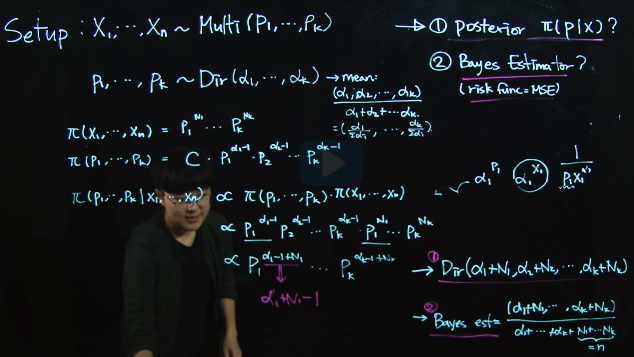 Setup : X₁,⋯,Xₙ ~ Multi(P₁,⋯,Pₖ)
P₁,⋯,Pₖ ~ Dir(α₁,⋯,αₖ) → mean:
(α₁,α₂,⋯,αₖ)
α₁+α₂+⋯αₖ
=(α₁/Σαᵢ,⋯,αₖ/Σαᵢ)
π(X₁,⋯,Xₙ) = P₁^N₁ ⋯ Pₖ^Nₖ
π(P₁,⋯,Pₖ) = C · P₁^α₁-1 · P₂^α₂-1 ⋯ Pₖ^αₖ-1
π(P₁,⋯,Pₖ|X₁,⋯,Xₙ) ∝ π(P₁,⋯,Pₖ)·π(X₁,⋯,Xₙ)
∝ P₁^α₁-1 P₂^α₂-1 ⋯ Pₖ^αₖ-1 P₁^N₁ ⋯ Pₖ^Nₖ
∝ P₁^α₁-1+N₁ ⋯ Pₖ^αₖ-1+Nₖ
α₁+N₁-1
→ ① Posterior π(P|X)?
② Bayes Estimator?
(risk func=MSE)
α₁^P₁ α₁^X₁
① → Dir(α₁+N₁,α₂+N₂,⋯,αₖ+Nₖ)
② → Bayes est= (α₁+N₁,⋯,αₖ+Nₖ)
α₁+⋯+αₖ+N₁+⋯Nₖ
=n